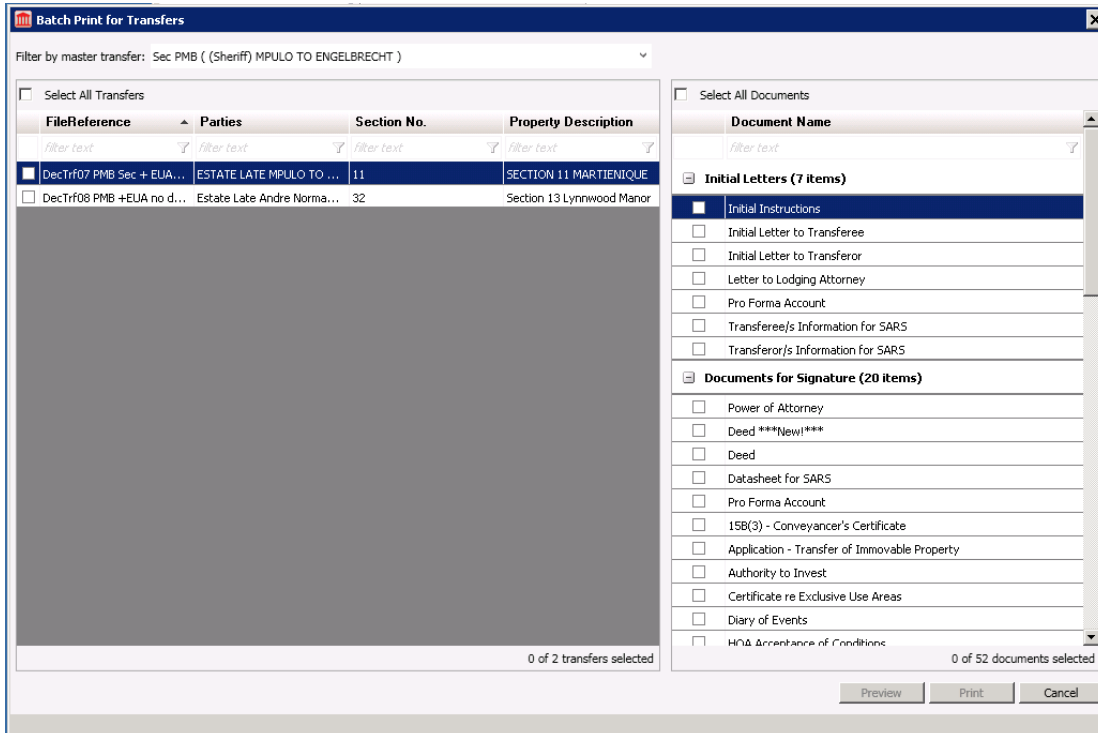 Batch Print for Transfers
Filter by master transfer: Sec PMB ( (Sheriff) MPULO TO ENGELBRECHT )
Select All Transfers
FileReference Parties Section No. Property Description
filter text filter text filter text filter text
DecTrf07 PMB Sec + EUA... ESTATE LATE MPULO TO ... 11 SECTION 11 MARTIENIQUE
DecTrf08 PMB +EUA no d... Estate Late Andre Norma... 32 Section 13 Lynnwood Manor
0 of 2 transfers selected
Select All Documents
Document Name
filter text
Initial Letters (7 items)
Initial Instructions
Initial Letter to Transferee
Initial Letter to Transferor
Letter to Lodging Attorney
Pro Forma Account
Transferee/s Information for SARS
Transferor/s Information for SARS
Documents for Signature (20 items)
Power of Attorney
Deed ***New!***
Deed
Datasheet for SARS
Pro Forma Account
15B(3) - Conveyancer's Certificate
Application - Transfer of Immovable Property
Authority to Invest
Certificate re Exclusive Use Areas
Diary of Events
HOA Acceptance of Conditions
0 of 52 documents selected
Preview Print Cancel